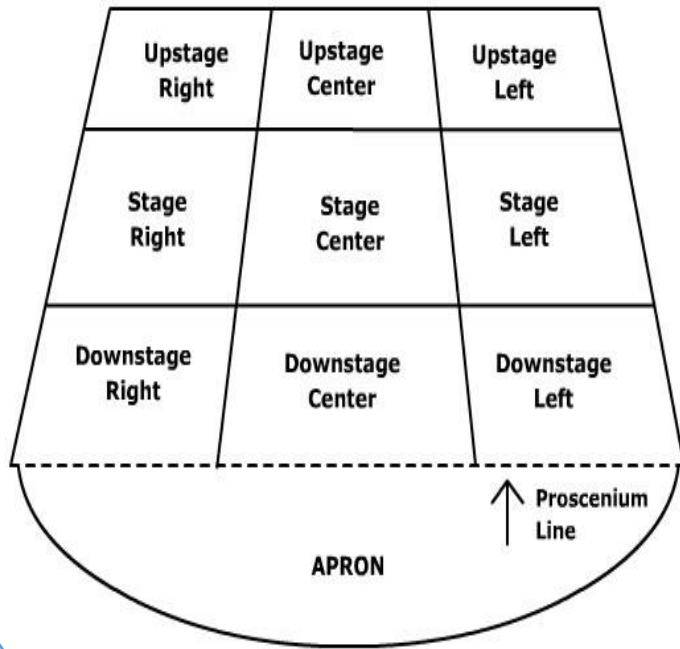 Upstage
Right
Upstage
Center
Upstage
Left
Stage
Right
Stage
Center
Stage
Left
Downstage
Right
Downstage
Center
Downstage
Left
Proscenium
Line
APRON